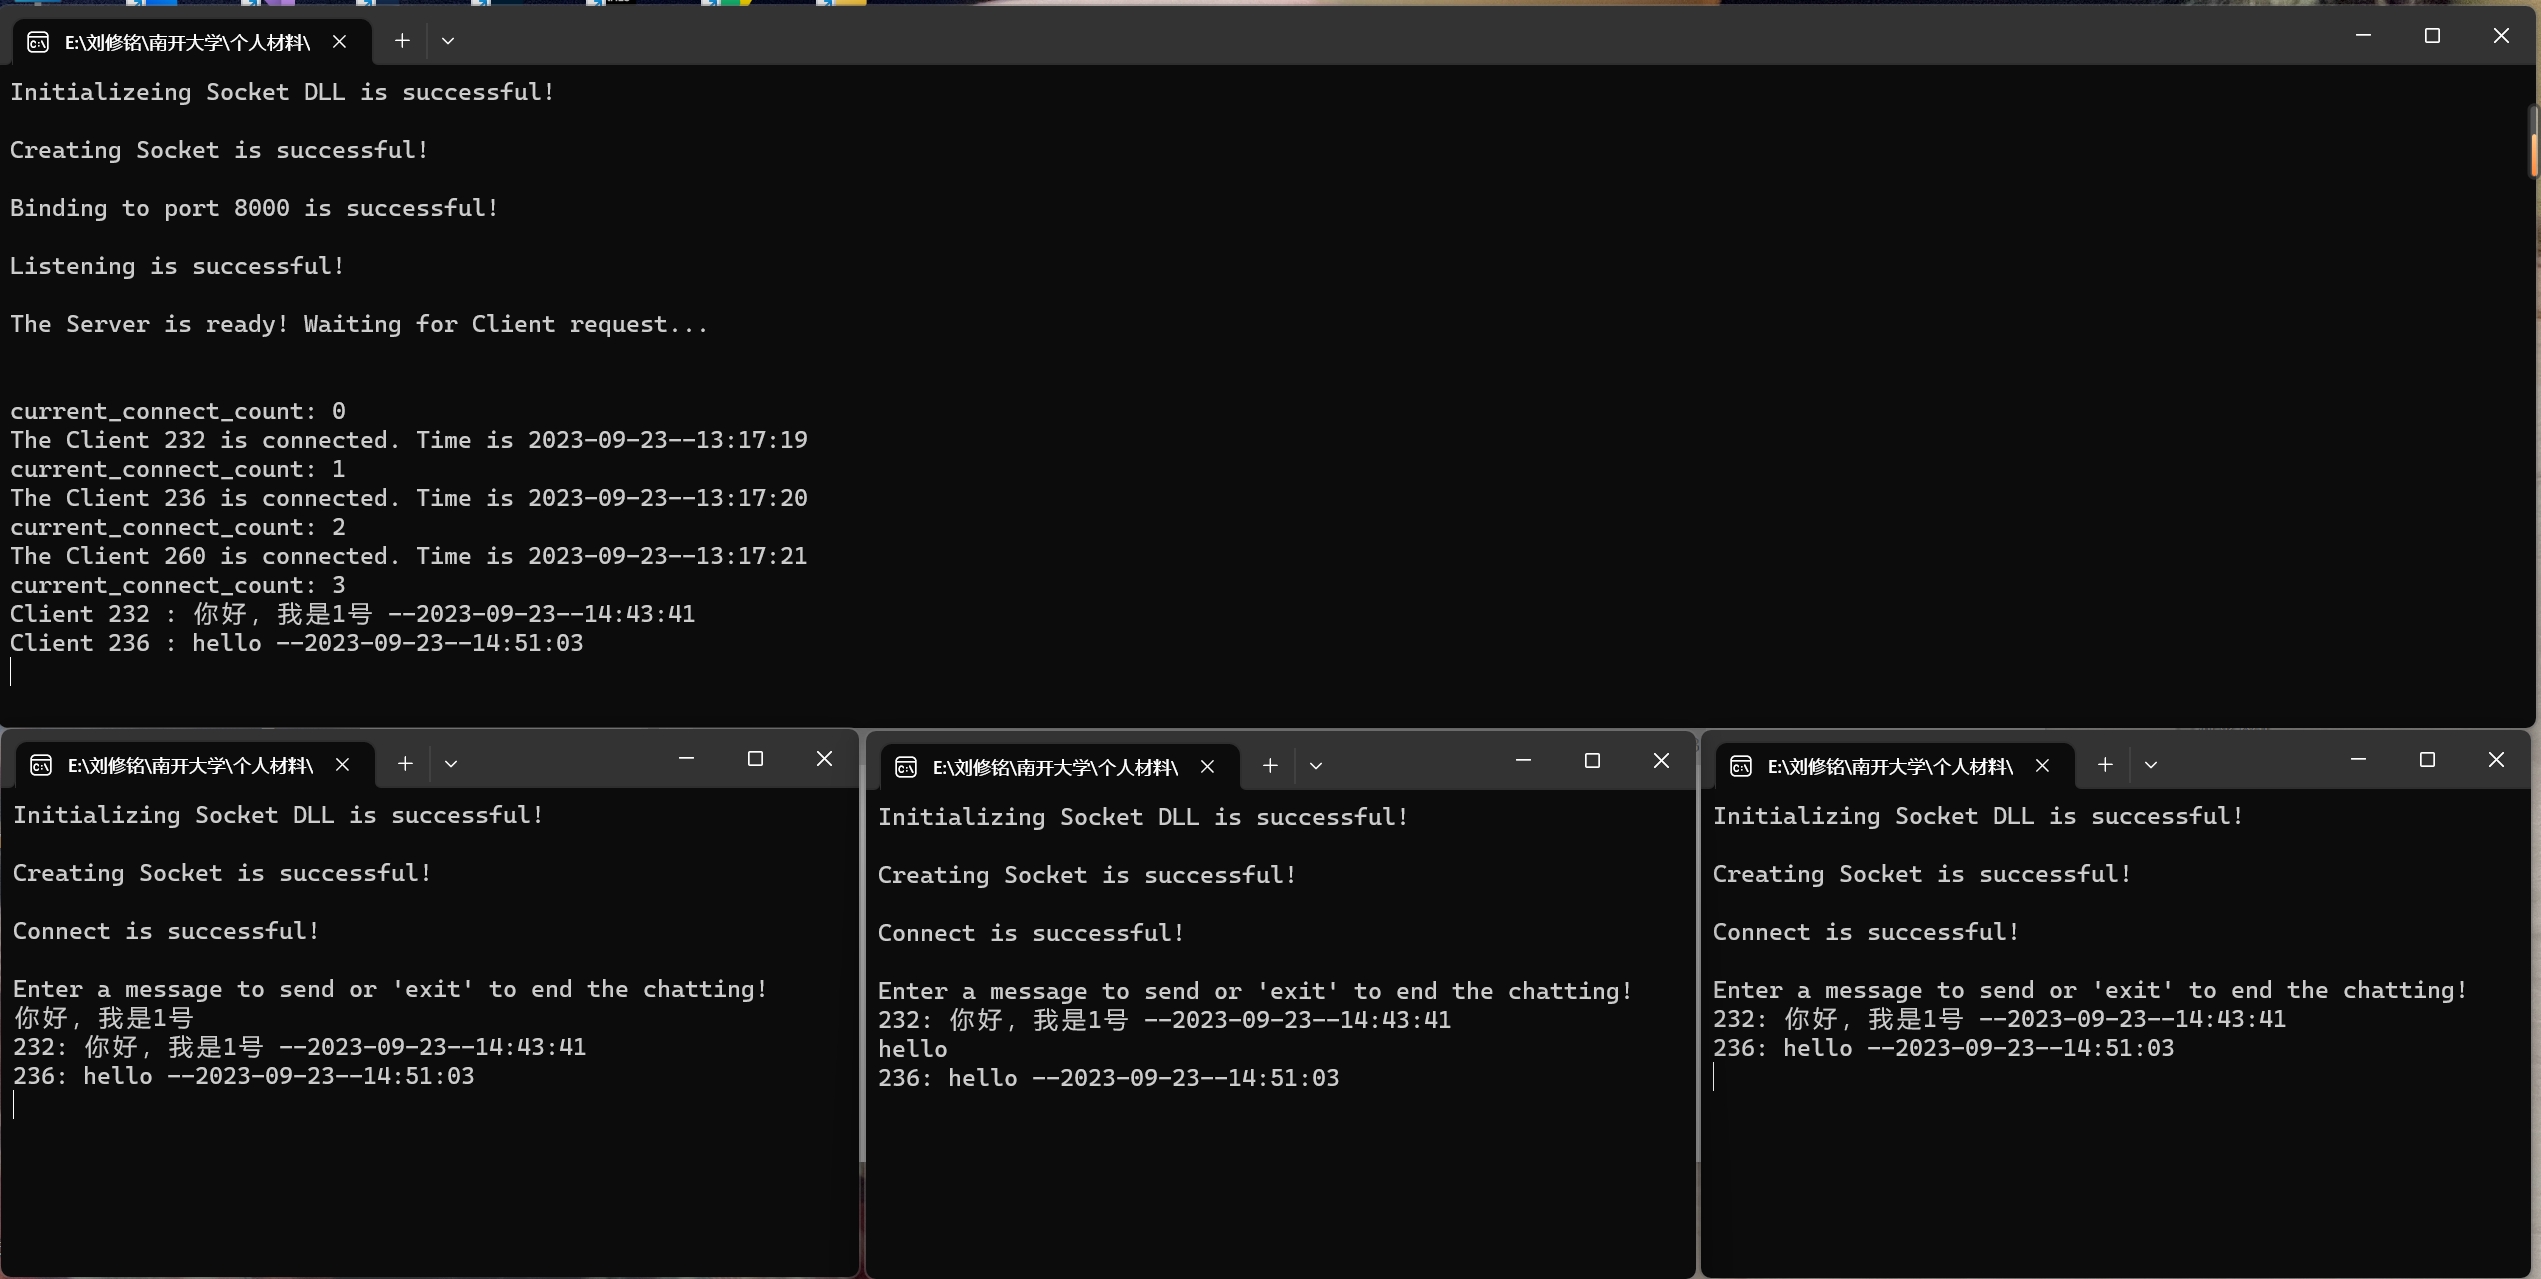 E:\刘修铭\南开大学\个人材料\
Initializeing Socket DLL is successful!
Creating Socket is successful!
Binding to port 8000 is successful!
Listening is successful!
The Server is ready! Waiting for Client request...
current_connect_count: 0
The Client 232 is connected. Time is 2023-09-23--13:17:19
current_connect_count: 1
The Client 236 is connected. Time is 2023-09-23--13:17:20
current_connect_count: 2
The Client 260 is connected. Time is 2023-09-23--13:17:21
current_connect_count: 3
Client 232 : 你好，我是1号 --2023-09-23--14:43:41
Client 236 : hello --2023-09-23--14:51:03
E:\刘修铭\南开大学\个人材料\
Initializing Socket DLL is successful!
Creating Socket is successful!
Connect is successful!
Enter a message to send or 'exit' to end the chatting!
你好，我是1号
232: 你好，我是1号 --2023-09-23--14:43:41
236: hello --2023-09-23--14:51:03
E:\刘修铭\南开大学\个人材料\
Initializing Socket DLL is successful!
Creating Socket is successful!
Connect is successful!
Enter a message to send or 'exit' to end the chatting!
232: 你好，我是1号 --2023-09-23--14:43:41
hello
236: hello --2023-09-23--14:51:03
E:\刘修铭\南开大学\个人材料\
Initializing Socket DLL is successful!
Creating Socket is successful!
Connect is successful!
Enter a message to send or 'exit' to end the chatting!
232: 你好，我是1号 --2023-09-23--14:43:41
236: hello --2023-09-23--14:51:03